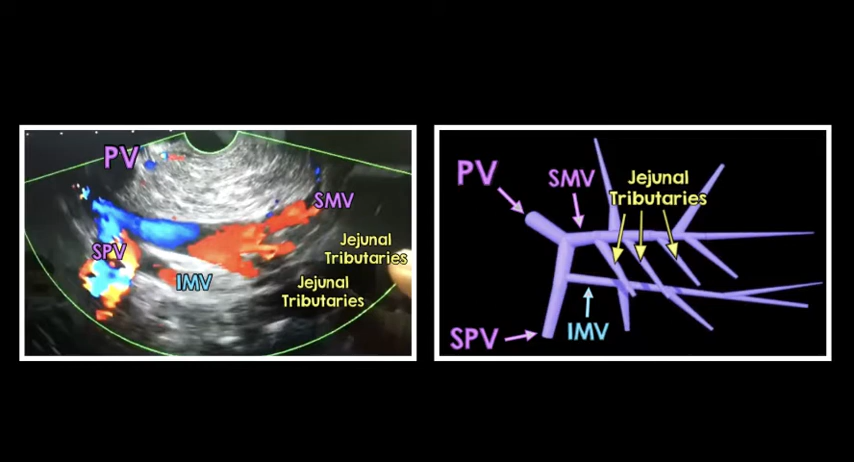 PV
SMV
SPV
Jejunal
Tributaries
IMV
Jejunal
Tributaries
PV
SMV
Jejunal
Tributaries
SPV
IMV